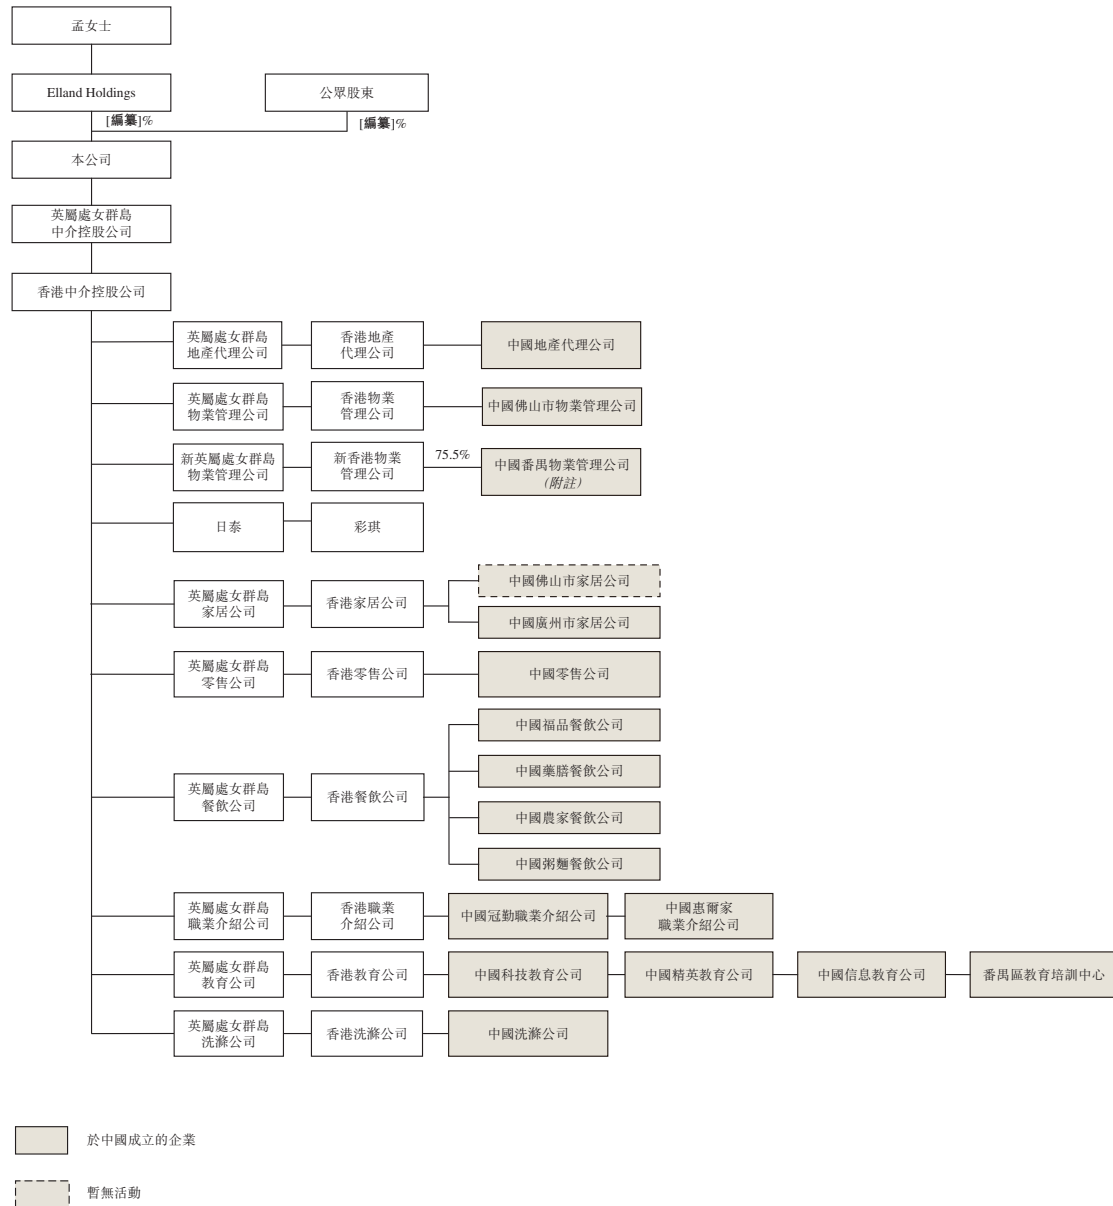 孟女士
Elland Holdings
公眾股東
[編纂]%
[編纂]%
本公司
英屬處女群島
中介控股公司
香港中介控股公司
英屬處女群島
地產代理公司
香港地產
代理公司
中國地產代理公司
英屬處女群島
物業管理公司
香港物業
管理公司
中國佛山市物業管理公司
新英屬處女群島
物業管理公司
新香港物業
管理公司
75.5%
中國番禺物業管理公司
(附註)
日泰
彩琪
英屬處女群島
家居公司
香港家居公司
中國佛山市家居公司
中國廣州市家居公司
英屬處女群島
零售公司
香港零售公司
中國零售公司
英屬處女群島
餐飲公司
香港餐飲公司
中國福品餐飲公司
中國藥膳餐飲公司
中國農家餐飲公司
中國粥麵餐飲公司
英屬處女群島
職業介紹公司
香港職業
介紹公司
中國冠勤職業介紹公司
中國惠爾家
職業介紹公司
英屬處女群島
教育公司
香港教育公司
中國科技教育公司
中國精英教育公司
中國信息教育公司
番禺區教育培訓中心
英屬處女群島
洗滌公司
香港洗滌公司
中國洗滌公司
於中國成立的企業
暫無活動